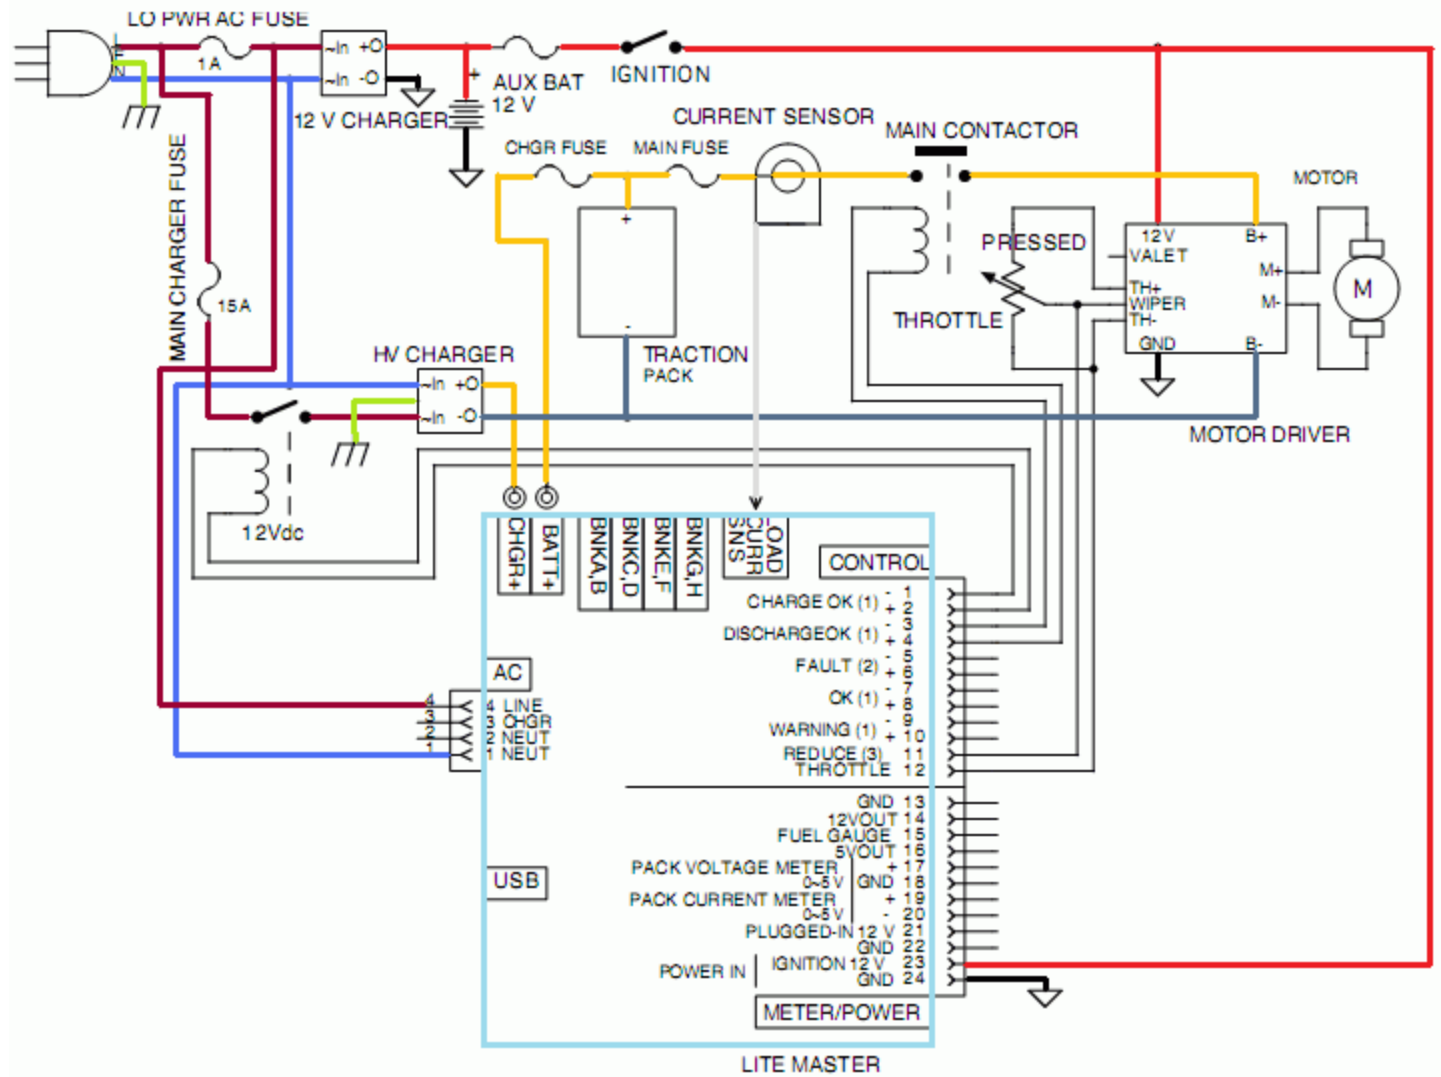 LO PWR AC FUSE
L
E
N
1A
~In +O
~In -O
12 V CHARGER
+
AUX BAT
12 V
IGNITION
CURRENT SENSOR
MAIN CONTACTOR
CHGR FUSE
MAIN FUSE
MAIN CHARGER FUSE
15A
+
-
TRACTION
PACK
PRESSED
THROTTLE
MOTOR
12V
B+
VALET
M+
TH+
WIPER
M-
TH-
GND
B-
M
MOTOR DRIVER
HV CHARGER
~In +O
~In -O
12Vdc
CHGR+
BATT+
BNKA,B
BNKC,D
BNKE,F
BNKG,H
LOAD
CURR
SNS
CONTROL
CHARGE OK (1)
- 1
+ 2
DISCHARGEOK (1)
- 3
+ 4
FAULT (2)
- 5
+ 6
OK (1)
- 7
+ 8
WARNING (1)
- 9
+ 10
REDUCE (3) 11
THROTTLE 12
AC
4 4 LINE
3 3 CHGR
2 2 NEUT
1 1 NEUT
USB
GND 13
12VOUT 14
FUEL GAUGE 15
5VOUT 16
PACK VOLTAGE METER + 17
0~5 V GND 18
PACK CURRENT METER + 19
0~5 V - 20
PLUGGED-IN 12 V 21
GND 22
POWER IN
IGNITION 12 V 23
GND 24
METER/POWER
LITE MASTER